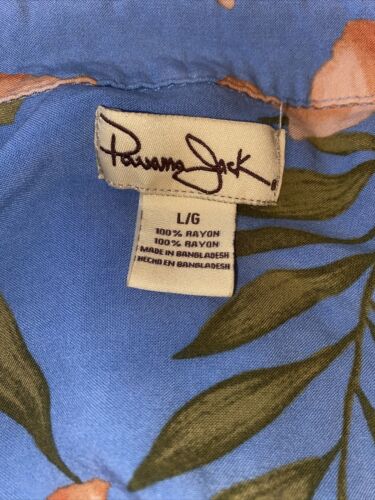 Panama Jack
L/G
100% RAYON
100% RAYON
MADE IN BANGLADESH
HECHO EN BANGLADESH